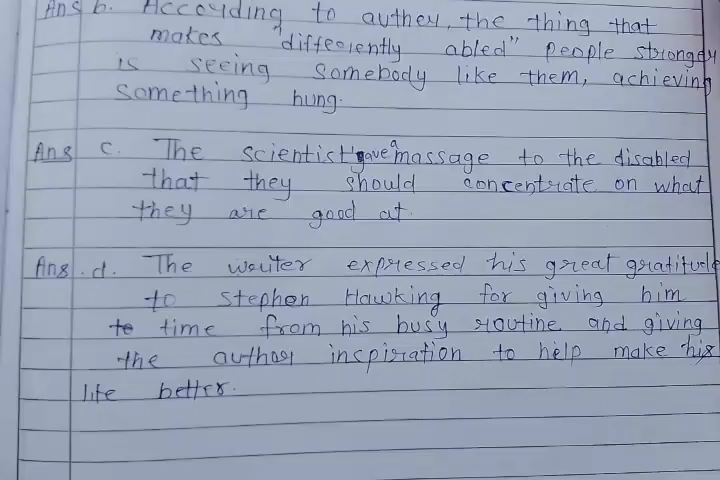 Ans b. According to auther, the thing that
makes "differently abled" people stronger
is seeing somebody like them, achieving
something hung.
Ans c. The scientist gave a massage to the disabled
that they should concentrate on what
they are good at.
Ans. d. The writer expressed his great gratitude
to stephen Hawking for giving him
te time from his busy routine and giving
the author incpiration to help make his
life better.